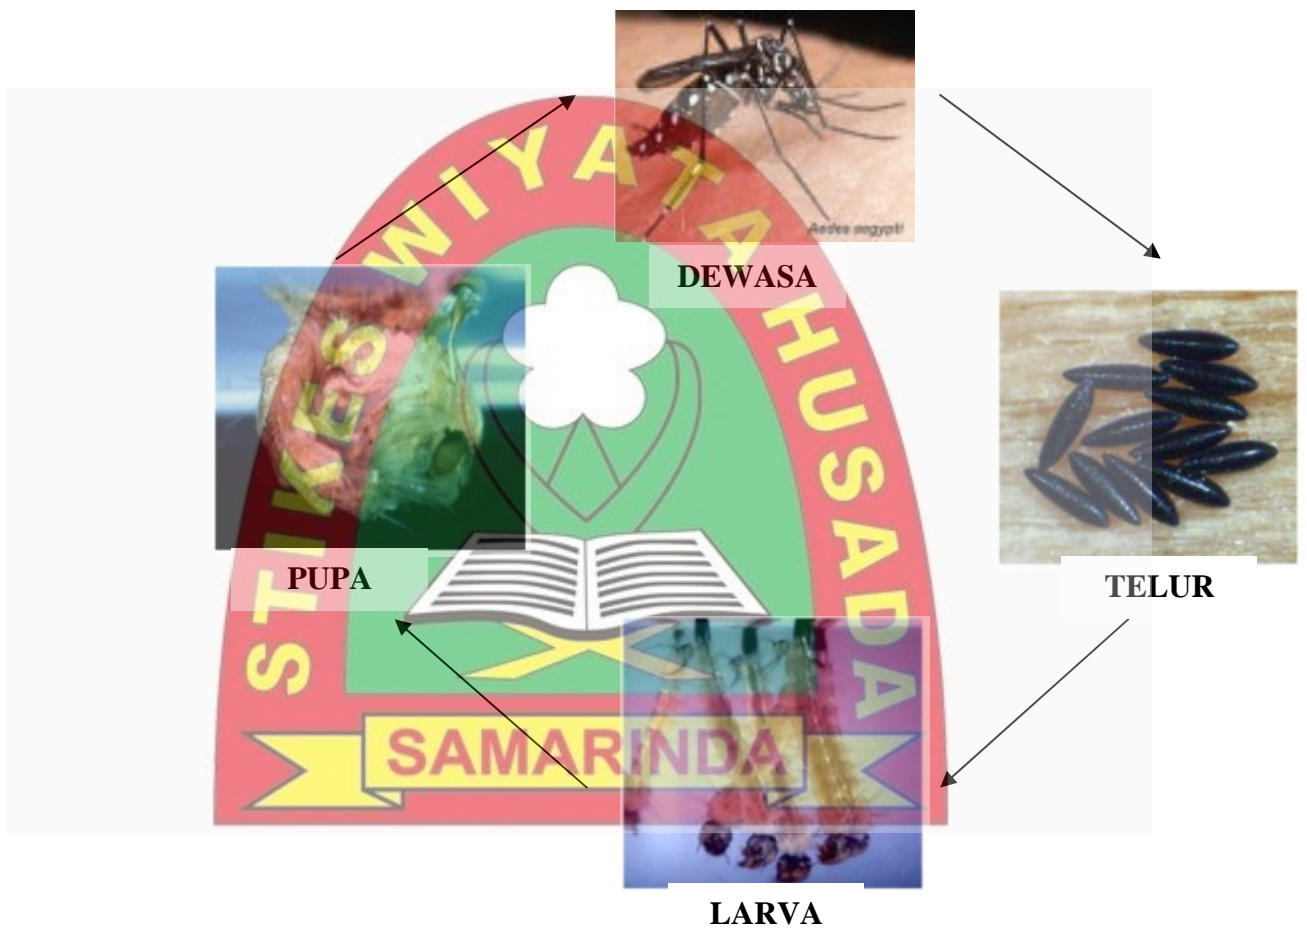 Aedes aegypti
DEWASA
TELUR
LARVA
PUPA
STIKES WIYATA HUSADA
SAMARINDA